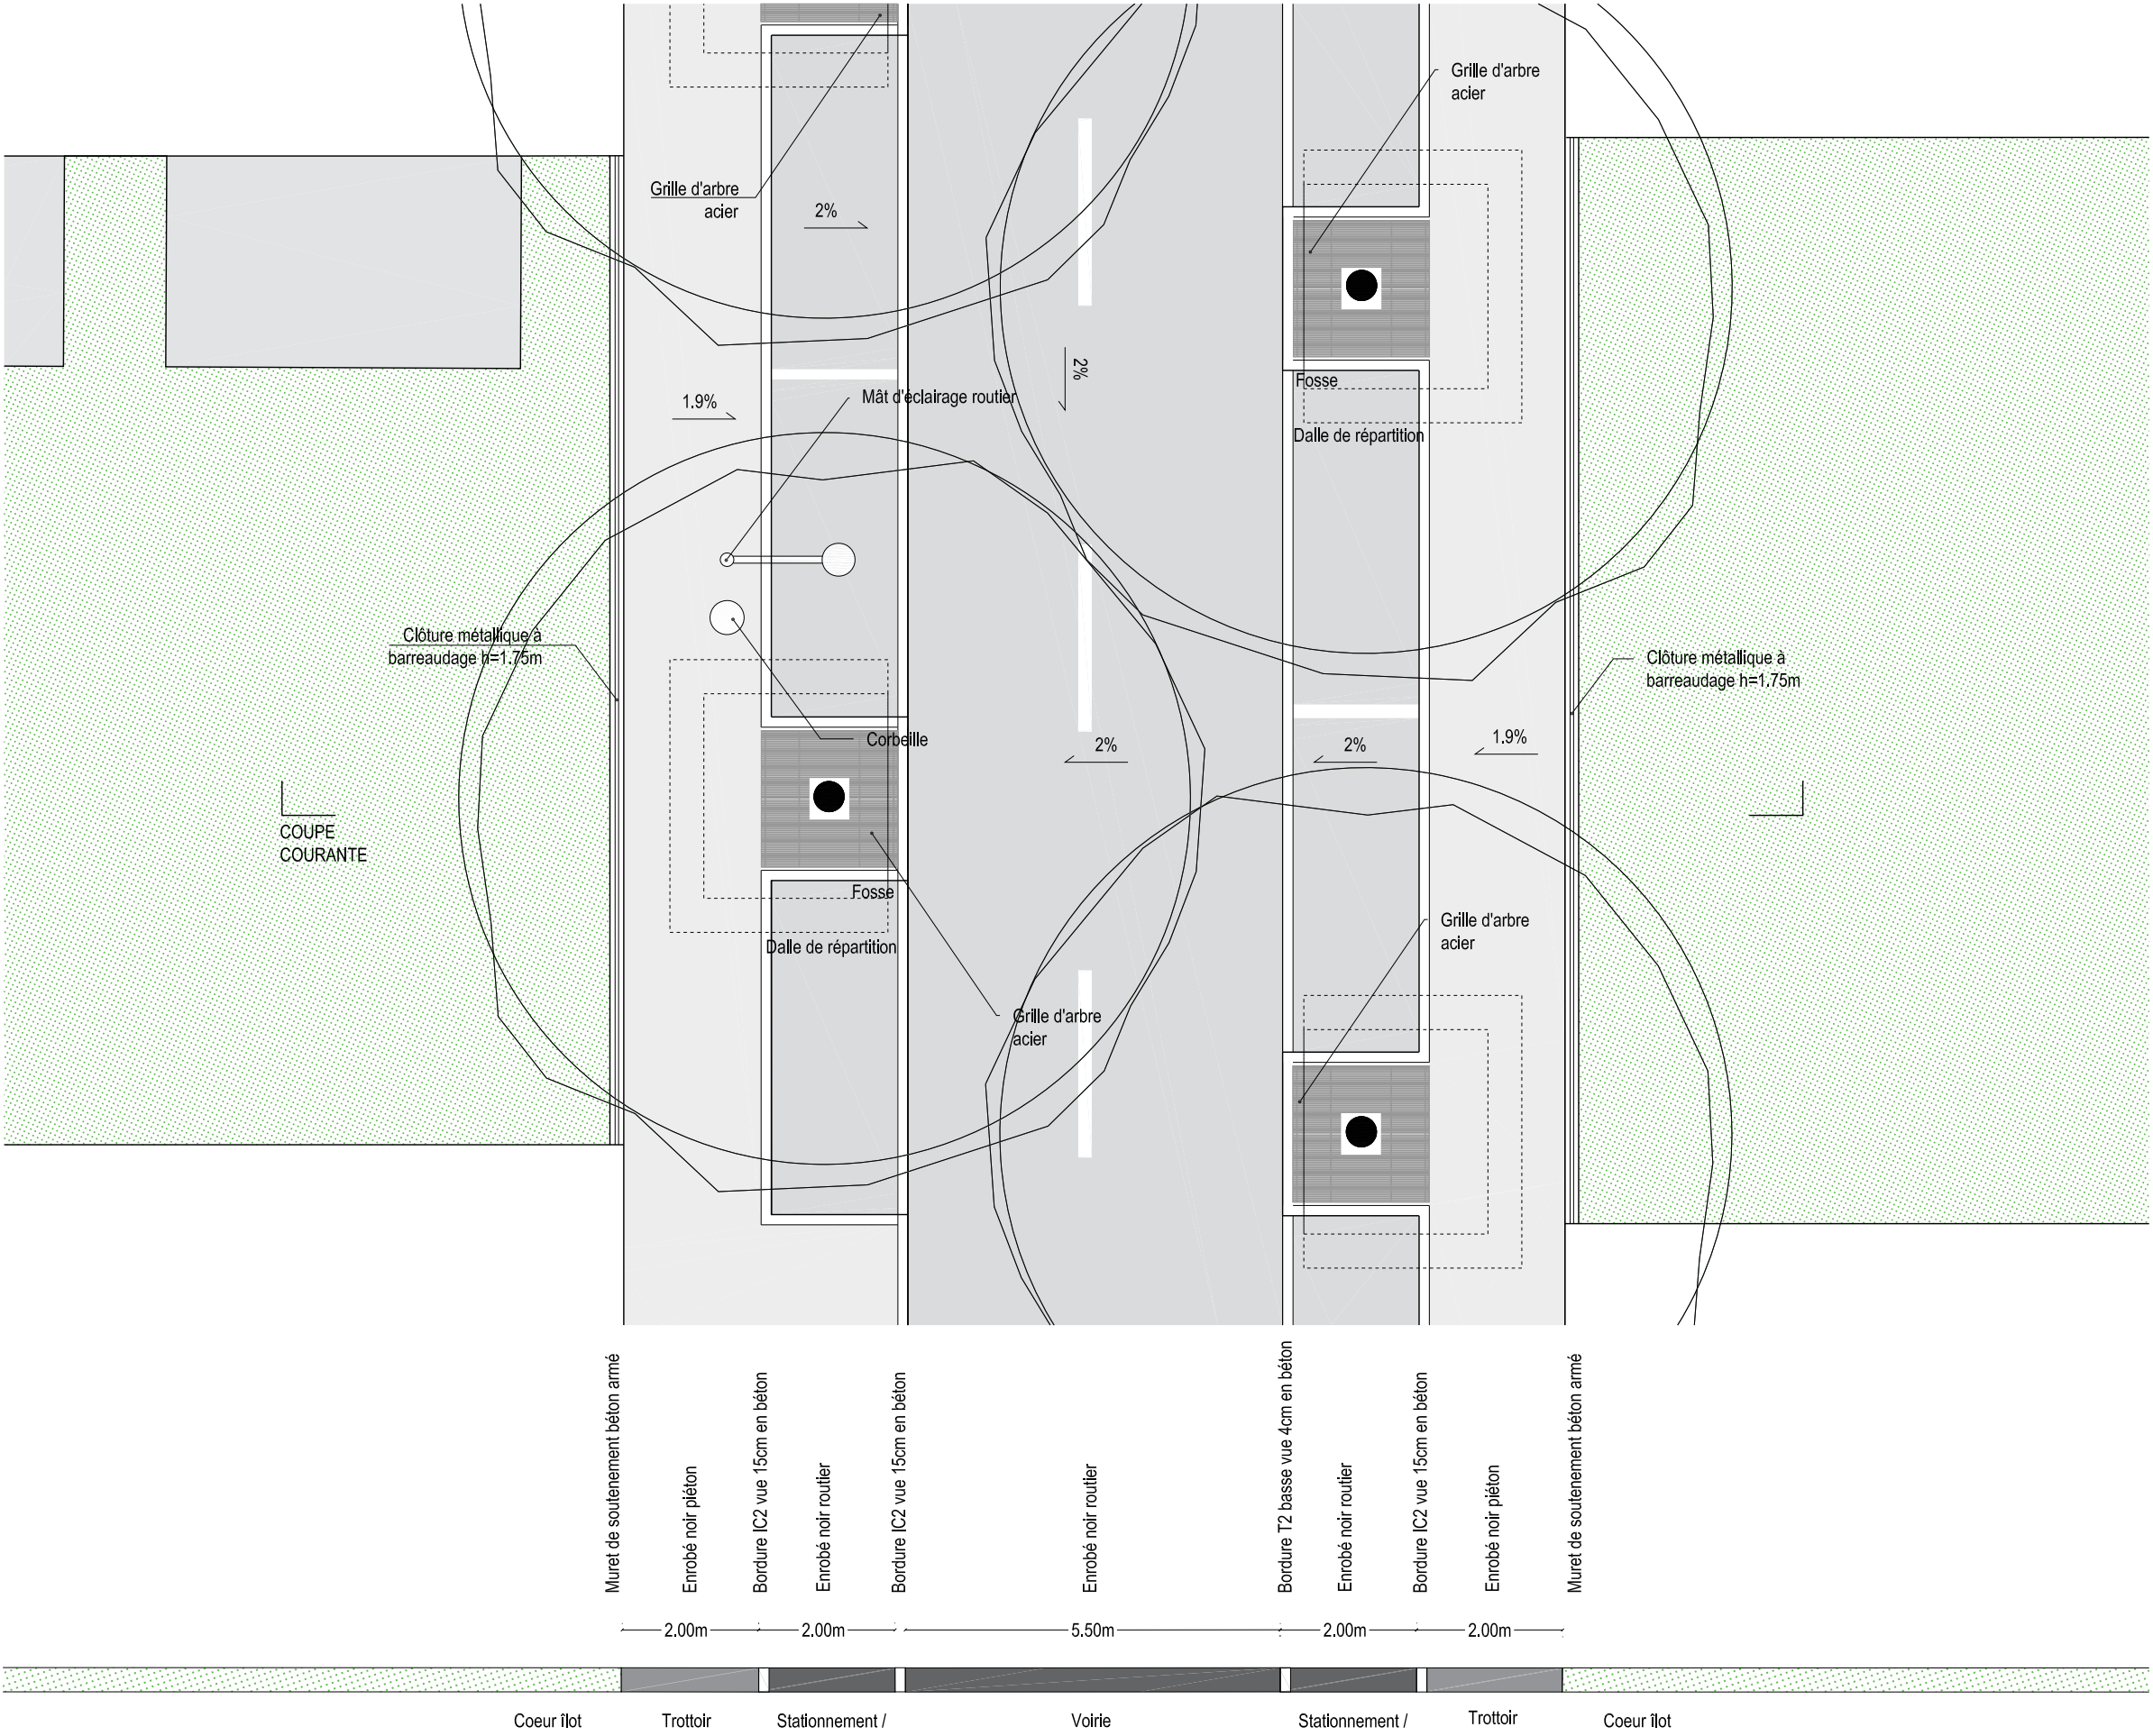 Grille d'arbre
acier
Grille d'arbre
acier
2%
2%
Fosse
1.9%
Mât d'éclairage routier
Dalle de répartition
Clôture métallique à
barreaudage h=1.75m
Clôture métallique à
barreaudage h=1.75m
Corbeille
2%
2%
1.9%
COUPE
COURANTE
Fosse
Dalle de répartition
Grille d'arbre
acier
Grille d'arbre
acier
Muret de soutenement béton armé
Enrobé noir piéton
Bordure IC2 vue 15cm en béton
Enrobé noir routier
Bordure IC2 vue 15cm en béton
Enrobé noir routier
Bordure T2 basse vue 4cm en béton
Enrobé noir routier
Bordure IC2 vue 15cm en béton
Enrobé noir piéton
Muret de soutenement béton armé
2.00m
2.00m
5.50m
2.00m
2.00m
Coeur îlot
Trottoir
Stationnement /
Voirie
Stationnement /
Trottoir
Coeur îlot